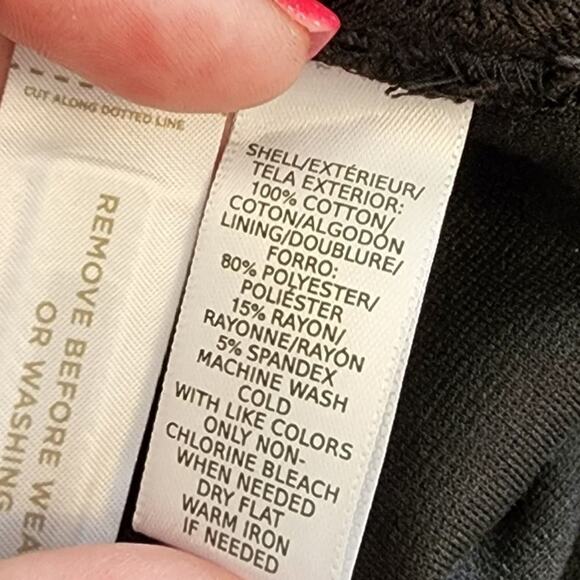 CUT ALONG DOTTED LINE
REMOVE BEFORE WEA
OR WASHING
SHELL/EXTÉRIEUR/
TELA EXTERIOR:
100% COTTON/
COTON/ALGODÓN
LINING/DOUBLURE/
FORRO:
80% POLYESTER/
POLIÉSTER
15% RAYON/
RAYONNE/RAYÓN
5% SPANDEX
MACHINE WASH
COLD
WITH LIKE COLORS
ONLY NON-
CHLORINE BLEACH
WHEN NEEDED
DRY FLAT
WARM IRON
IF NEEDED